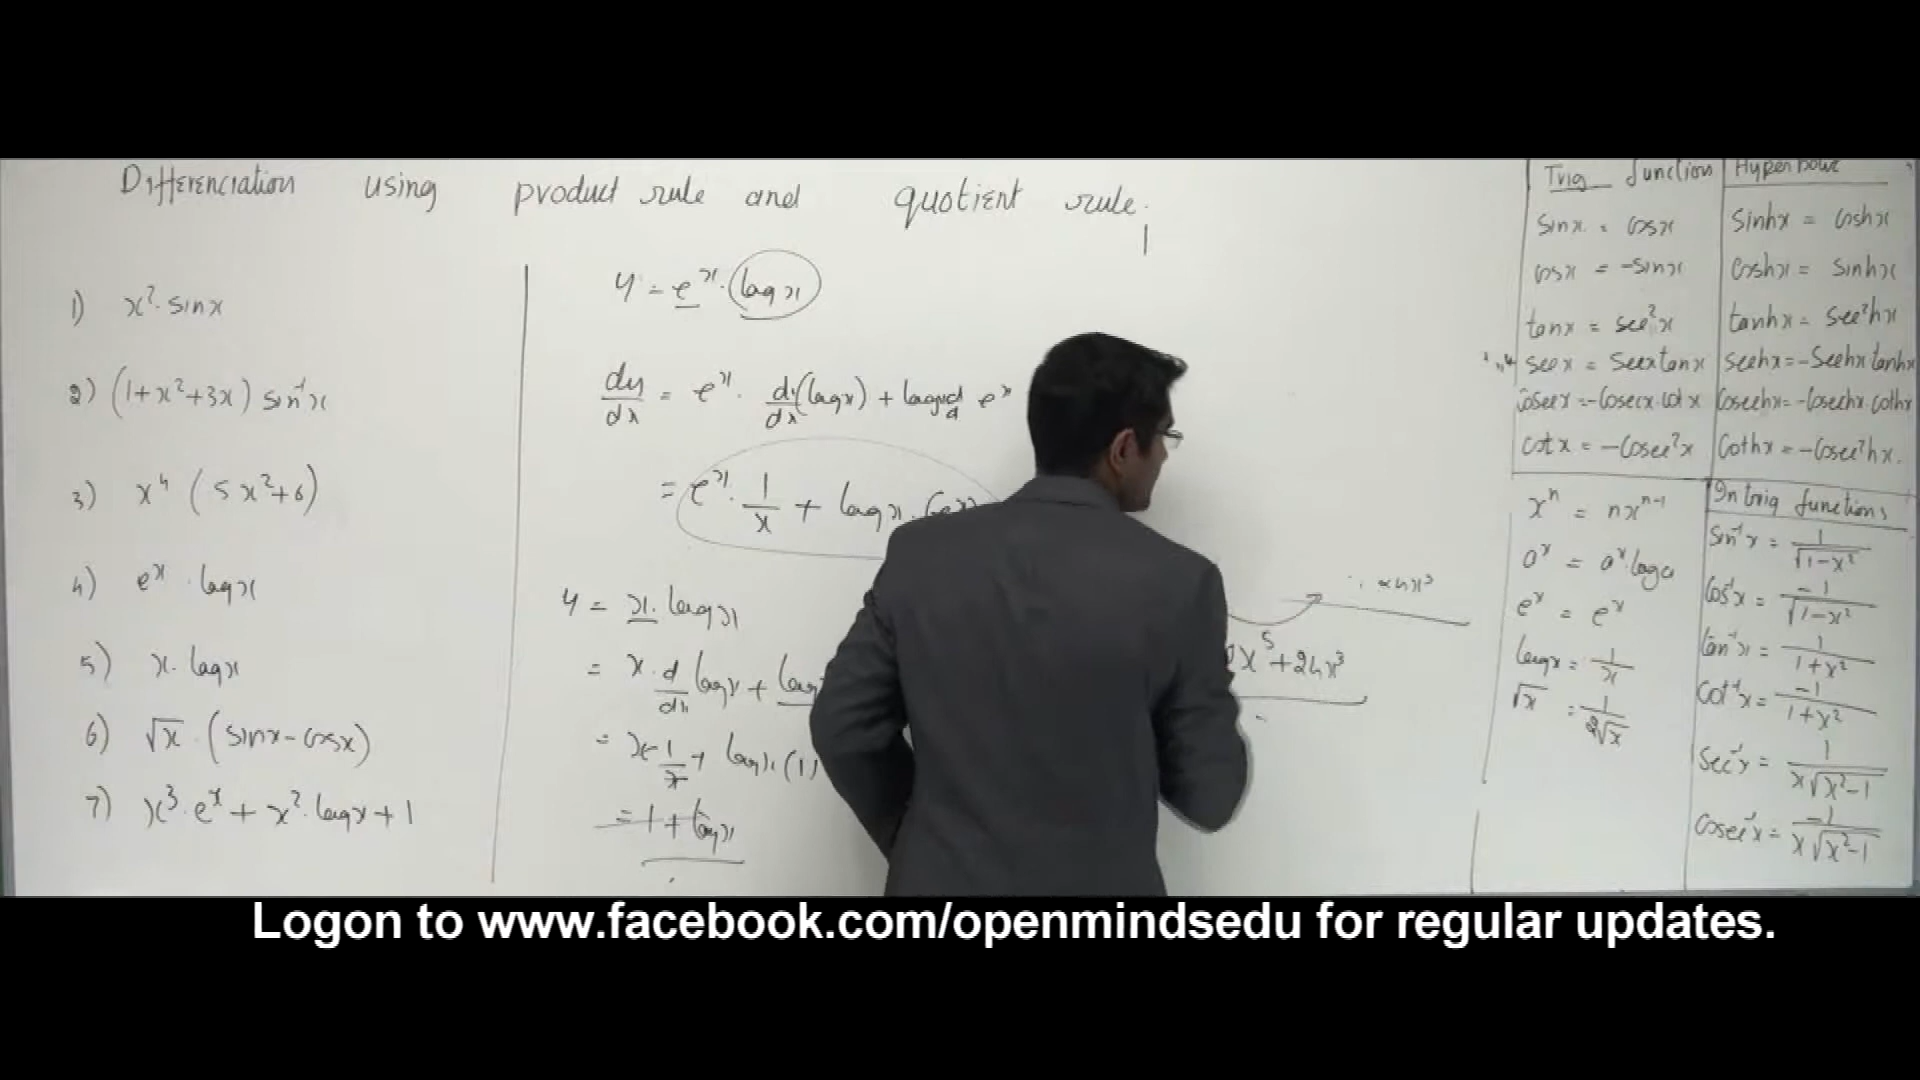 Differenciation using product rule and quotient rule.
1) x². sinx
2) (1+x²+3x) sin⁻¹x
3) x⁴ (5x²+6)
4) eˣ . logx
5) x. logx
6) √x . (sinx-cosx)
7) x³. eˣ + x². logx + 1
y = eˣ. logx
dy/dx = eˣ. d/dx (logx) + logx d/d eˣ
= eˣ. 1/x + logx . (eˣ)
y = x. logx
= x. d/dx logx +
= x. 1/x + logx. (1)
= 1 + logx
x⁵ + 24x³
Trig function
sinx = cosx
cosx = -sinx
tanx = sec²x
secx = secxtanx
cosecx = -cosecx.cotx
cotx = -cosec²x
Hyperbolic
sinhx = coshx
coshx = sinhx
tanhx = sec²hx
sechx = -sechx.tanhx
cosechx = -cosechx.cothx
cothx = -cosec²hx.
xⁿ = nxⁿ⁻¹
aˣ = aˣ.loga
eˣ = eˣ
logx = 1/x
√x = 1/2√x
In trig functions
sin⁻¹x = 1/√1-x²
cos⁻¹x = -1/√1-x²
tan⁻¹x = 1/1+x²
cot⁻¹x = -1/1+x²
sec⁻¹x = 1/x√x²-1
cosec⁻¹x = -1/x√x²-1
Logon to www.facebook.com/openmindsedu for regular updates.